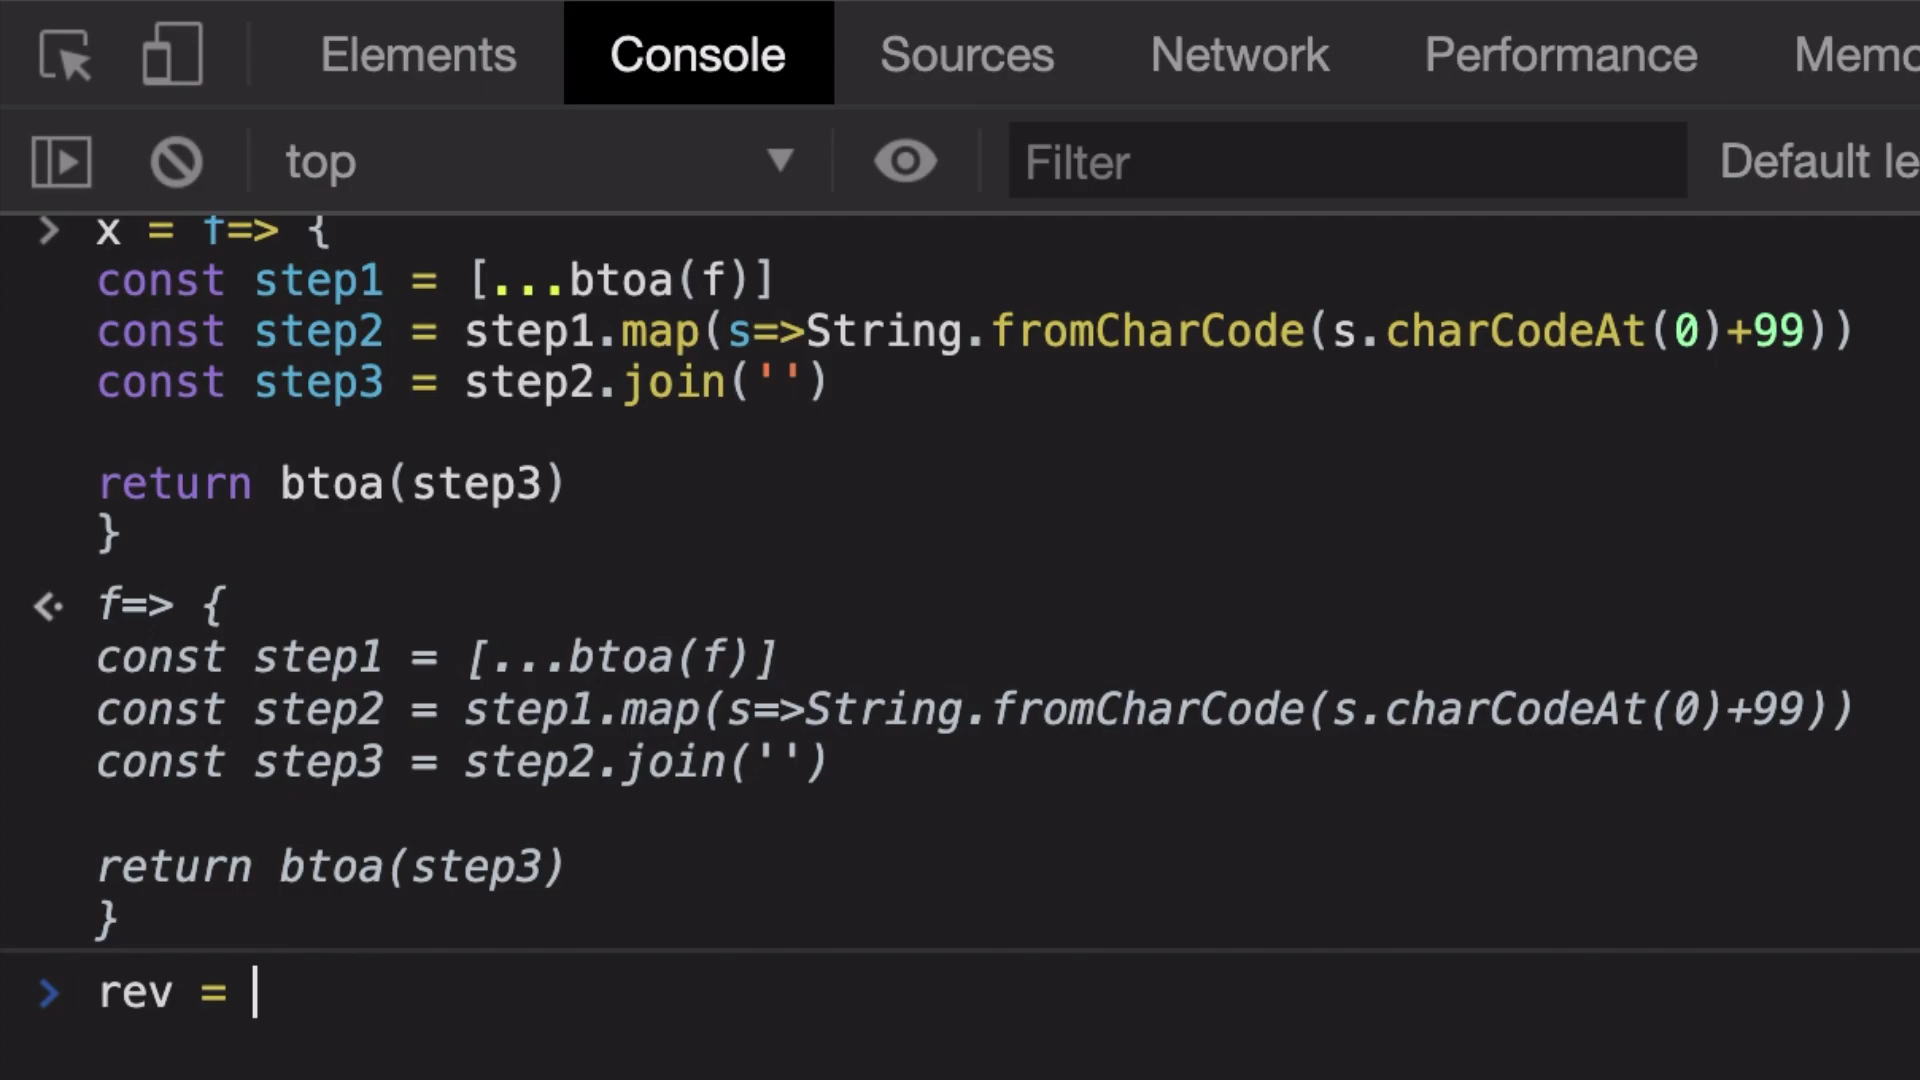 Elements Console Sources Network Performance Memo
top ▼ Filter Default le
> x = f=> {
const step1 = [...btoa(f)]
const step2 = step1.map(s=>String.fromCharCode(s.charCodeAt(0)+99))
const step3 = step2.join('')
return btoa(step3)
}
f=> {
const step1 = [...btoa(f)]
const step2 = step1.map(s=>String.fromCharCode(s.charCodeAt(0)+99))
const step3 = step2.join('')
return btoa(step3)
}
> rev =